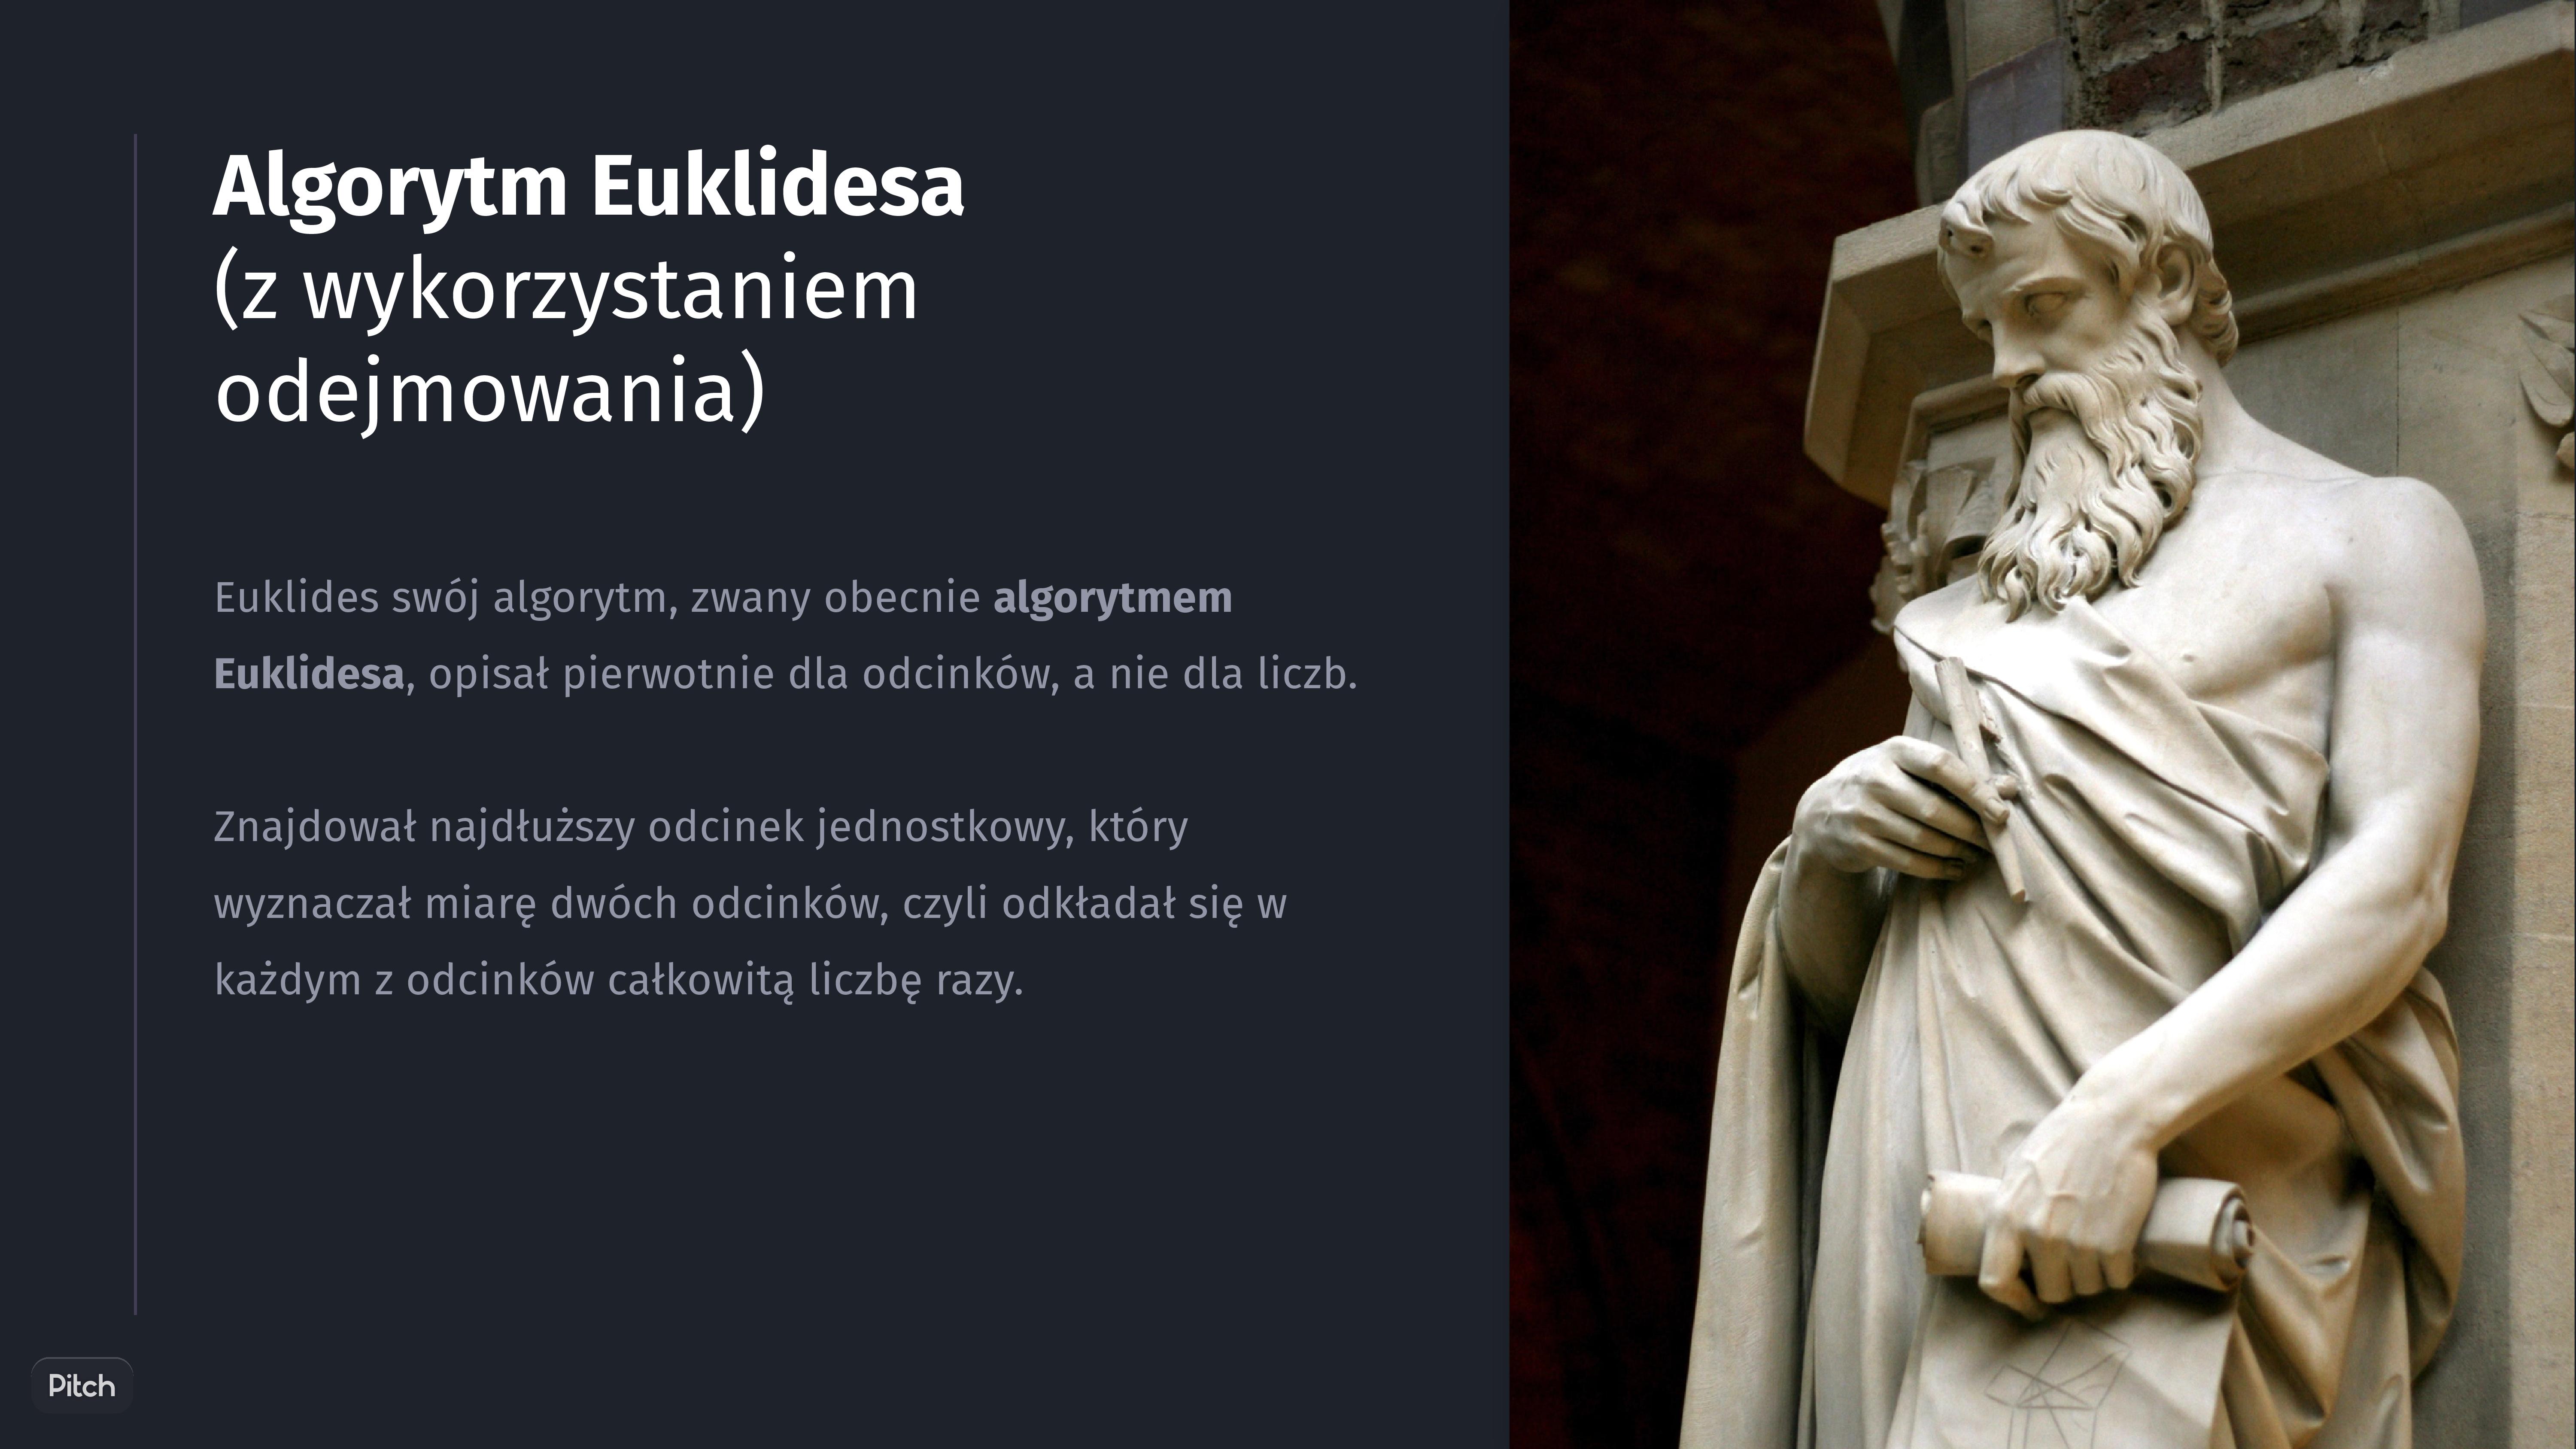 Algorytm Euklidesa
(z wykorzystaniem
odejmowania)
Euklides swój algorytm, zwany obecnie algorytmem
Euklidesa, opisał pierwotnie dla odcinków, a nie dla liczb.
Znajdował najdłuższy odcinek jednostkowy, który
wyznaczał miarę dwóch odcinków, czyli odkładał się w
każdym z odcinków całkowitą liczbę razy.
Pitch